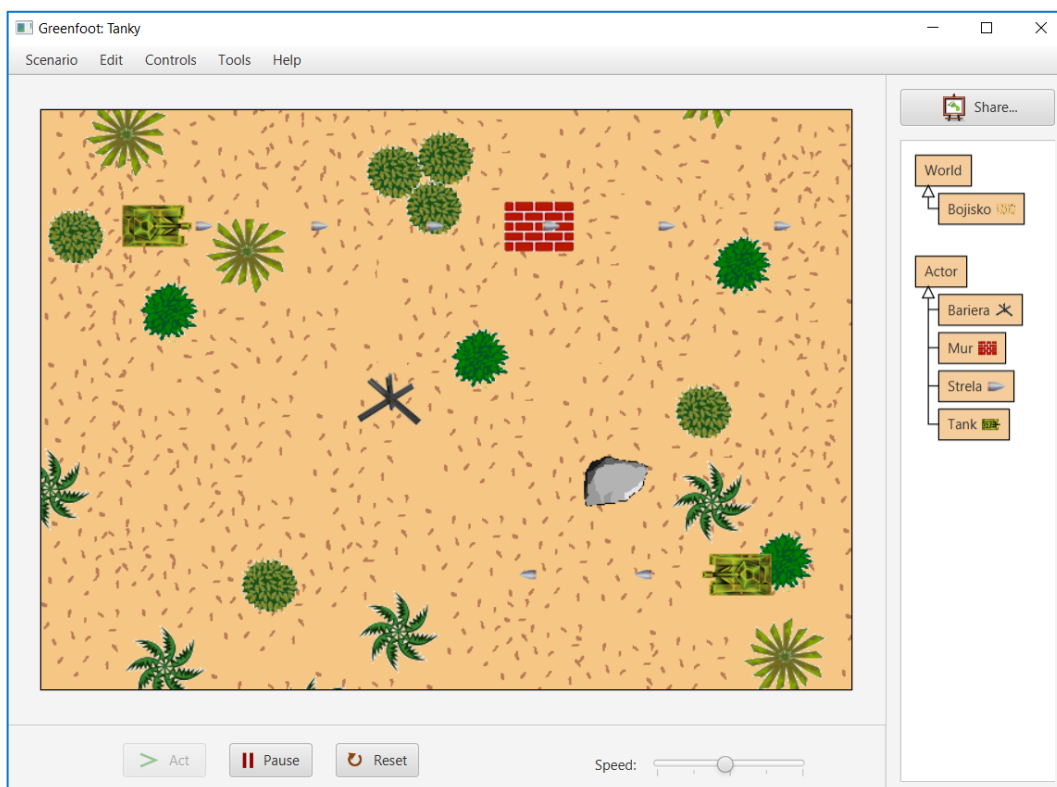 Greenfoot: Tanky
Scenario Edit Controls Tools Help
Share...
World
Bojisko
Actor
Bariera
Mur
Strela
Tank
Act
Pause
Reset
Speed: